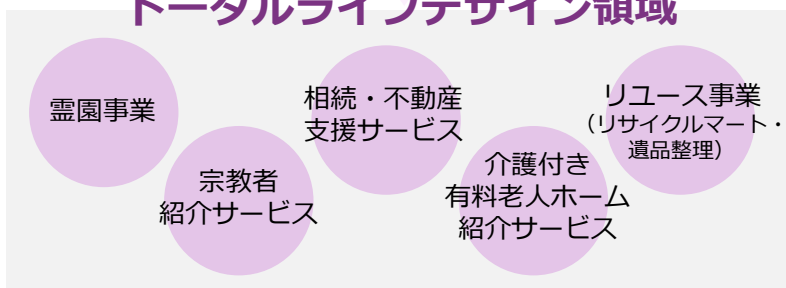 トータルライフデザイン領域
霊園事業
宗教者
紹介サービス
相続・不動産
支援サービス
介護付き
有料老人ホーム
紹介サービス
リユース事業
（リサイクルマート・
遺品整理）